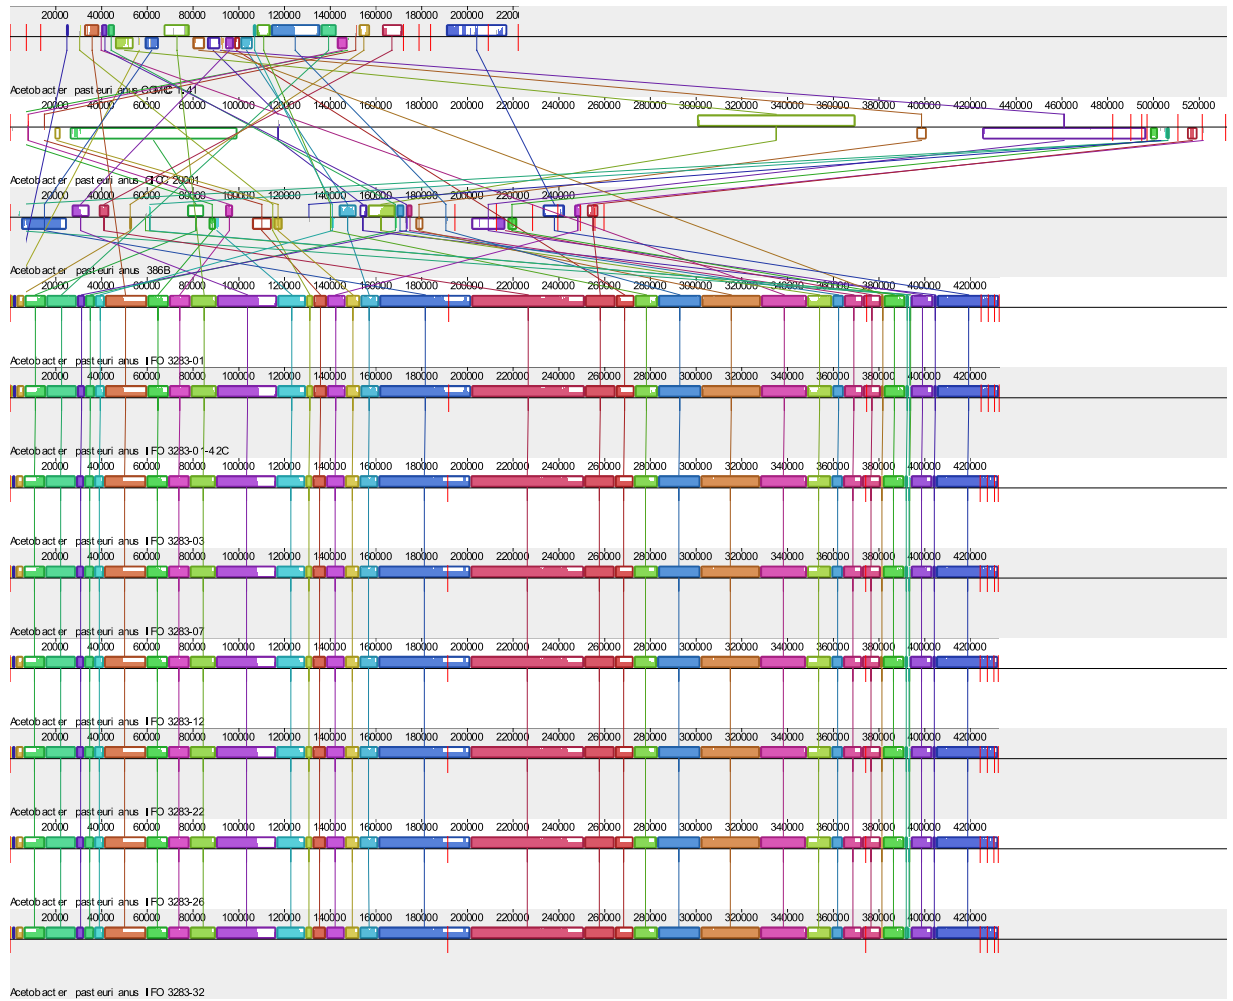 20000 40000 60000 80000 100000 120000 140000 160000 180000 200000
Acetobacter pasteurianus CGMCC 1.41
20000 40000 60000 80000 100000 120000 140000 160000 180000 200000 220000 240000 260000 280000 300000 320000 340000 360000 380000 400000 420000 440000 460000 480000 500000 520000
Acetobacter pasteurianus
20000 40000 60000 80000 100000 120000 140000 160000 180000 200000 220000 240000
Acetobacter pasteurianus 386B
20000 40000 60000 80000 100000 120000 140000 160000 180000 200000 220000 240000 260000 280000 300000 320000 340000 360000 380000 400000 420000
Acetobacter pasteurianus IFO 3283-01
20000 40000 60000 80000 100000 120000 140000 160000 180000 200000 220000 240000 260000 280000 300000 320000 340000 360000 380000 400000 420000
Acetobacter pasteurianus IFO 3283-01-42C
20000 40000 60000 80000 100000 120000 140000 160000 180000 200000 220000 240000 260000 280000 300000 320000 340000 360000 380000 400000 420000
Acetobacter pasteurianus IFO 3283-03
20000 40000 60000 80000 100000 120000 140000 160000 180000 200000 220000 240000 260000 280000 300000 320000 340000 360000 380000 400000 420000
Acetobacter pasteurianus IFO 3283-07
20000 40000 60000 80000 100000 120000 140000 160000 180000 200000 220000 240000 260000 280000 300000 320000 340000 360000 380000 400000 420000
Acetobacter pasteurianus IFO 3283-12
20000 40000 60000 80000 100000 120000 140000 160000 180000 200000 220000 240000 260000 280000 300000 320000 340000 360000 380000 400000 420000
Acetobacter pasteurianus IFO 3283-22
20000 40000 60000 80000 100000 120000 140000 160000 180000 200000 220000 240000 260000 280000 300000 320000 340000 360000 380000 400000 420000
Acetobacter pasteurianus IFO 3283-26
20000 40000 60000 80000 100000 120000 140000 160000 180000 200000 220000 240000 260000 280000 300000 320000 340000 360000 380000 400000 420000
Acetobacter pasteurianus IFO 3283-32